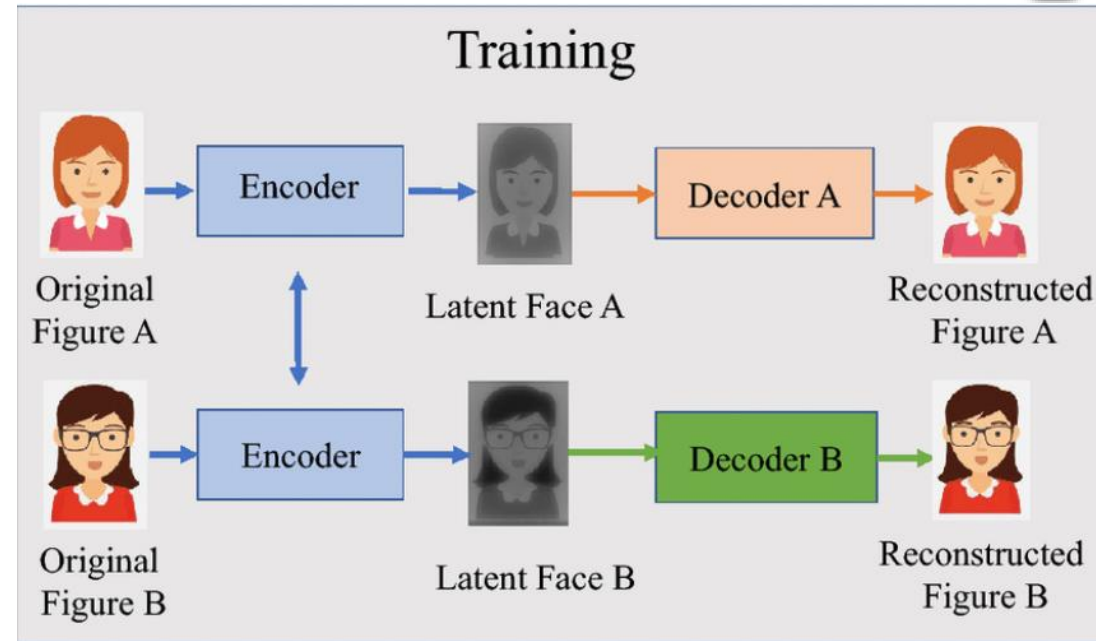 Training
Encoder
Decoder A
Original
Figure A
Latent Face A
Reconstructed
Figure A
Encoder
Decoder B
Original
Figure B
Latent Face B
Reconstructed
Figure B